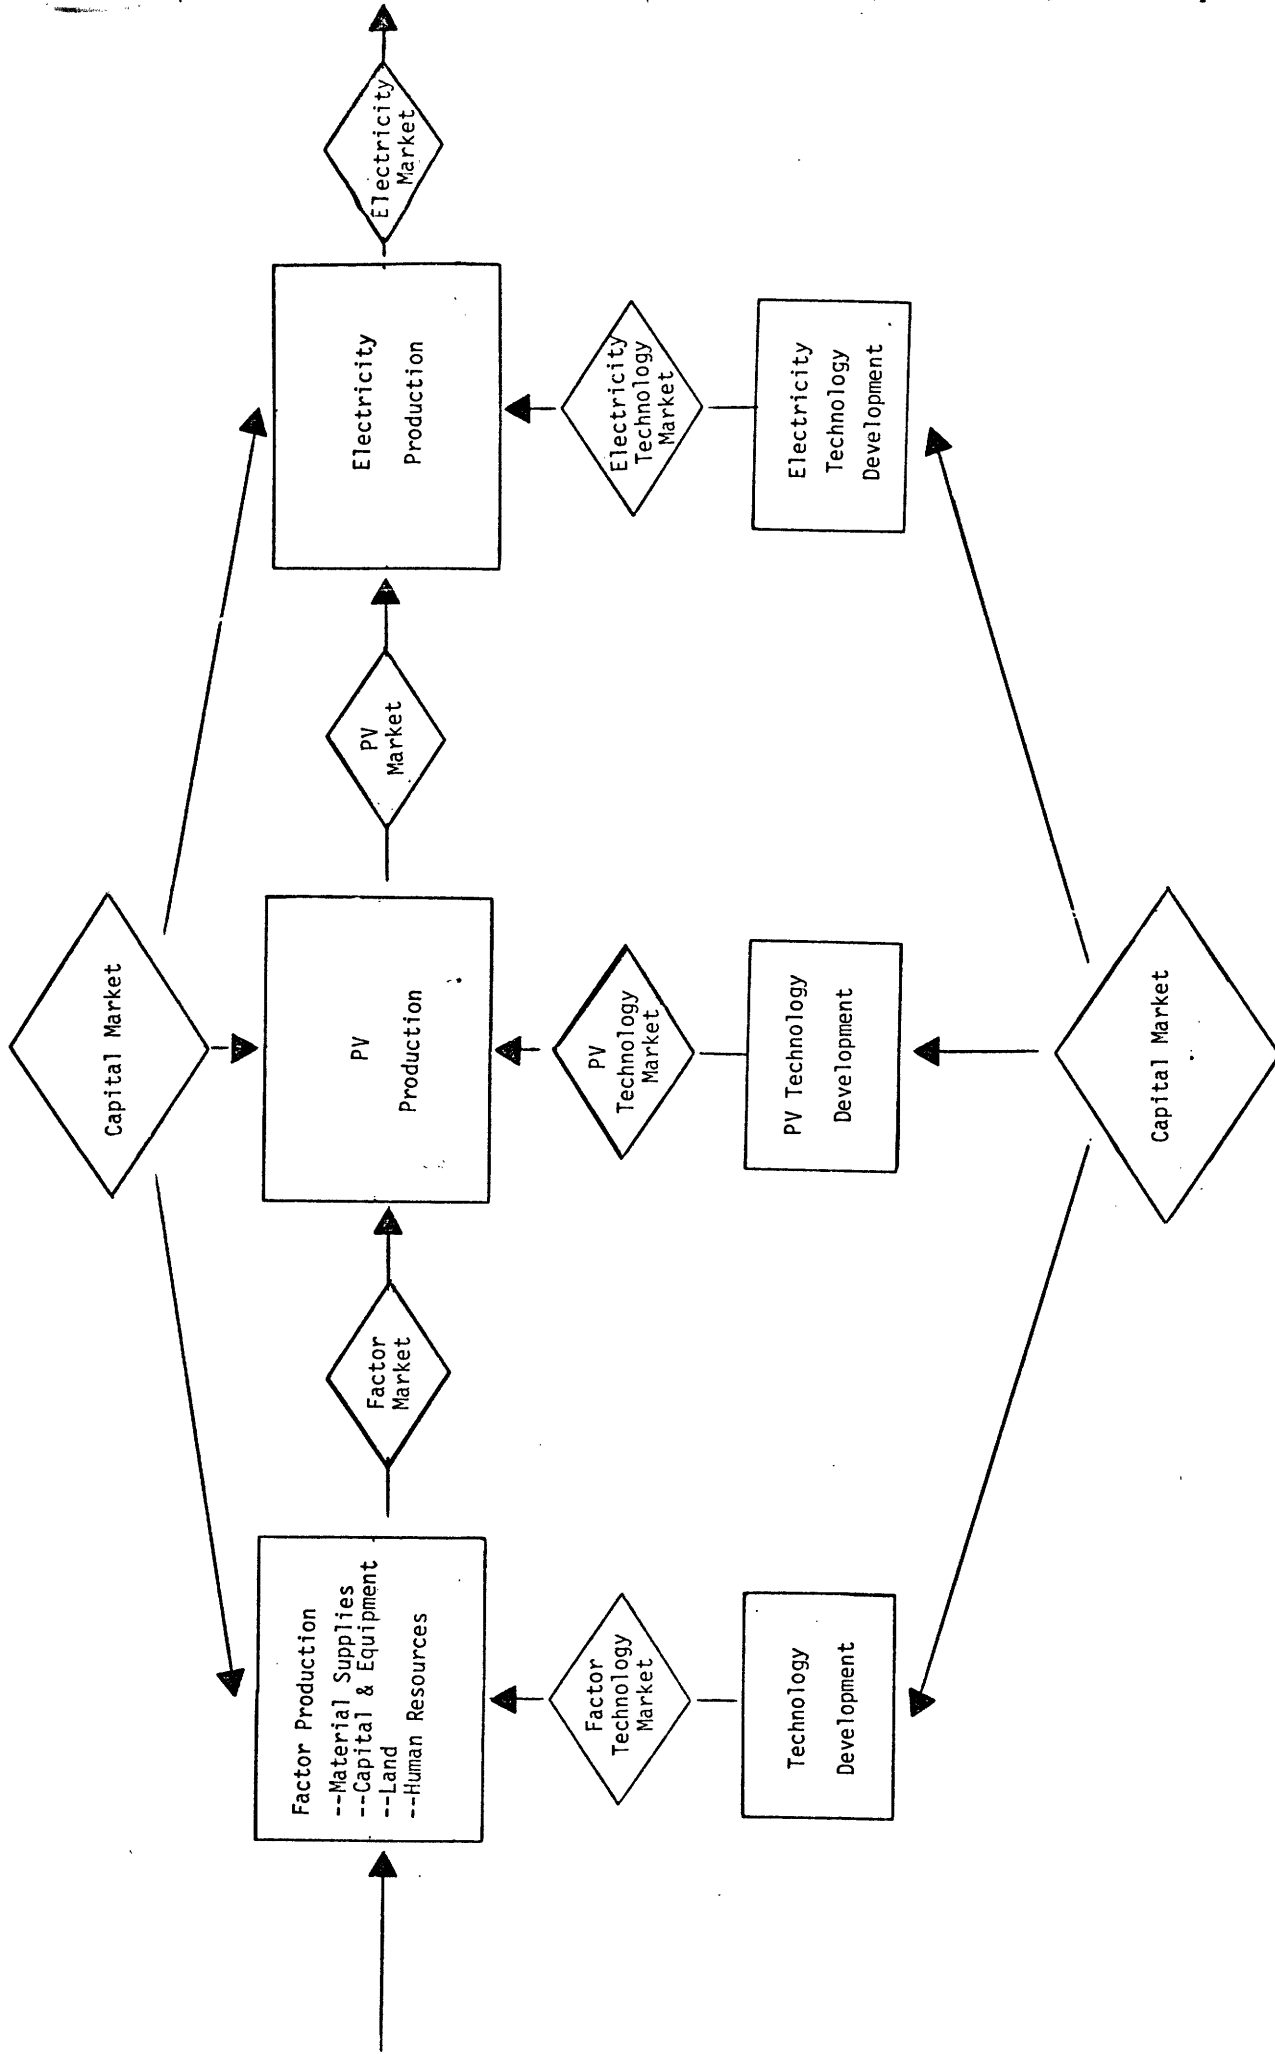 Capital Market
Factor Production
--Material Supplies
--Capital & Equipment
--Land
--Human Resources
Factor
Market
PV
Production
PV
Market
Electricity
Production
Electricity
Market
Factor
Technology
Market
PV
Technology
Market
Electricity
Technology
Market
Technology
Development
PV Technology
Development
Electricity
Technology
Development
Capital Market